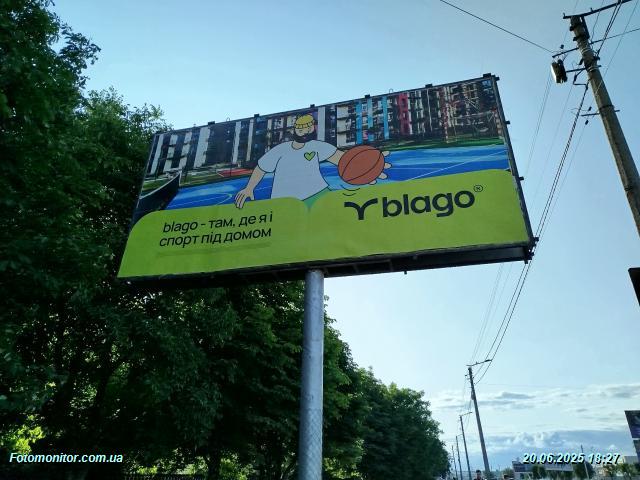 blago®
blago - там, де я і
спорт під домом
Fotomonitor.com.ua
20.06.2025 18:27